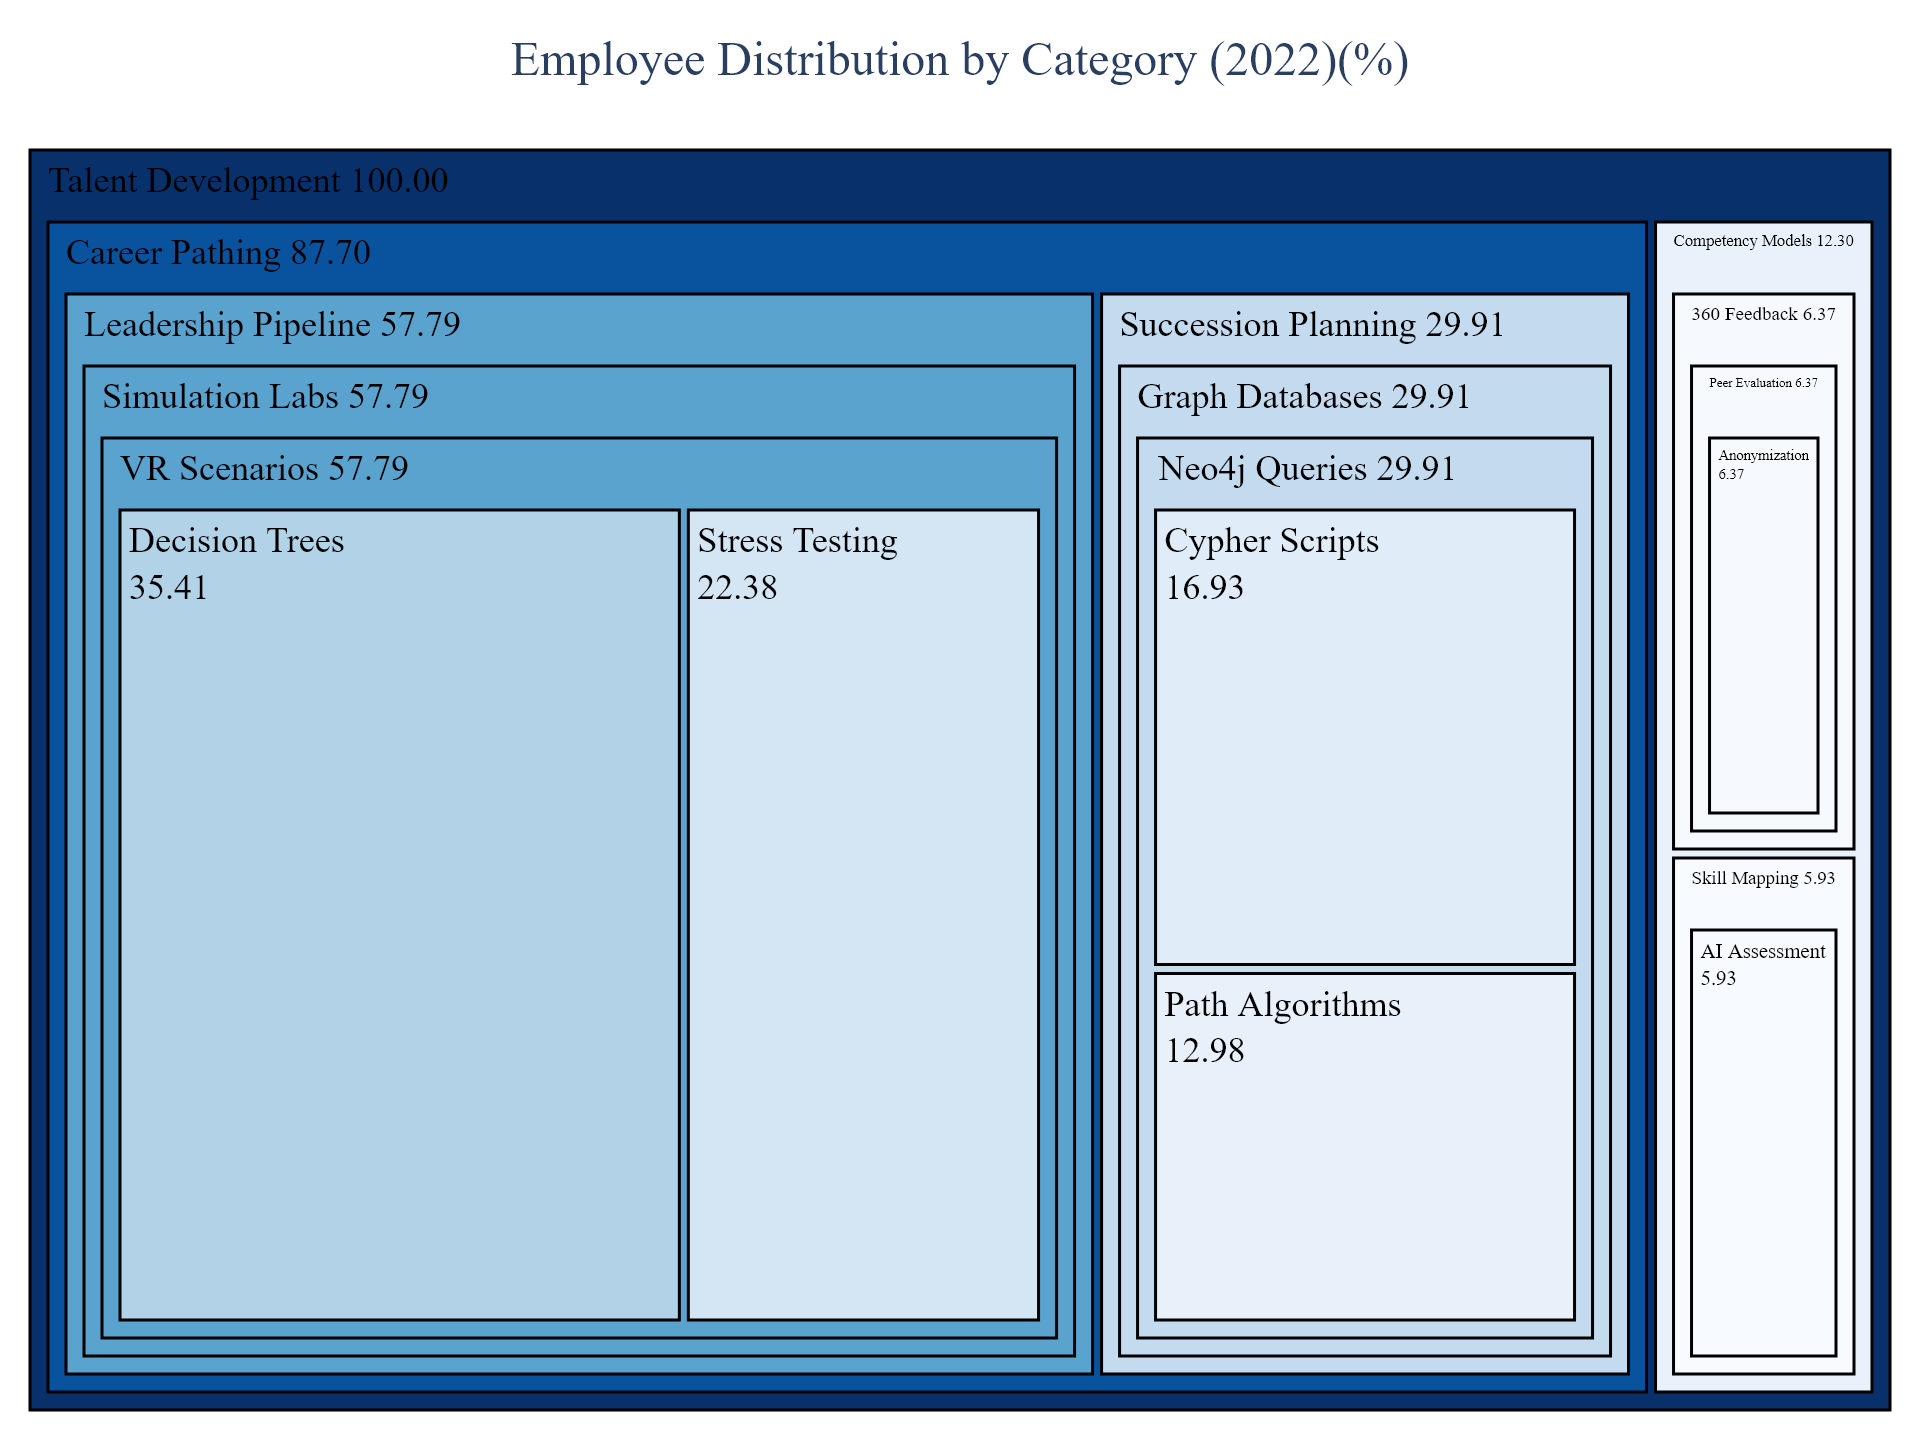 Employee Distribution by Category (2022)(%)
Talent Development 100.00
Career Pathing 87.70
Leadership Pipeline 57.79
Simulation Labs 57.79
VR Scenarios 57.79
Decision Trees
35.41
Stress Testing
22.38
Succession Planning 29.91
Graph Databases 29.91
Neo4j Queries 29.91
Cypher Scripts
16.93
Path Algorithms
12.98
Competency Models 12.30
360 Feedback 6.37
Peer Evaluation 6.37
Anonymization
6.37
Skill Mapping 5.93
AI Assessment
5.93